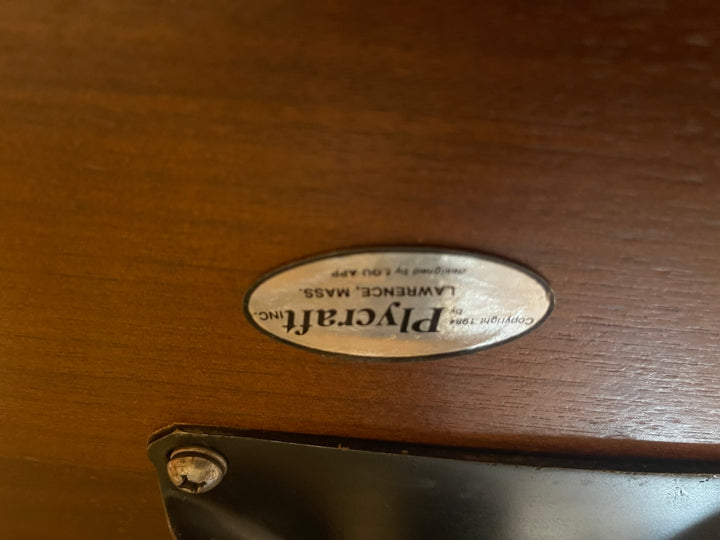 Copyright 1984
by
Plycraft INC.
LAWRENCE, MASS.
designed by LOU APP